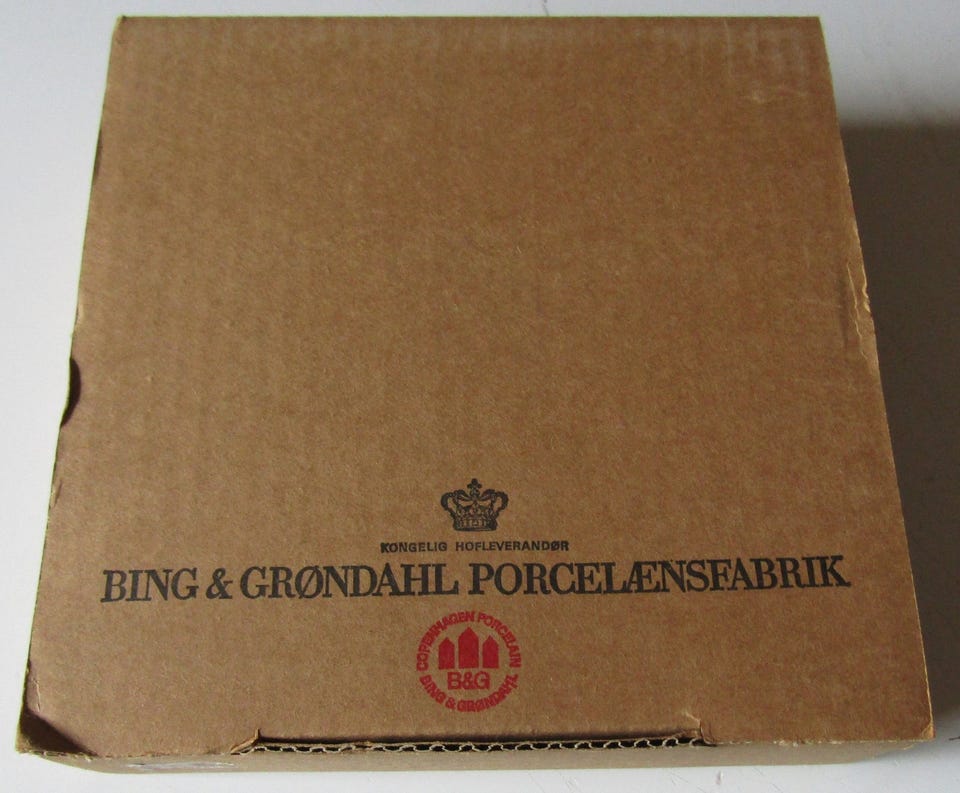 KONGELIG HOFLEVERANDØR
BING & GRØNDAHL PORCELÆNSFABRIK
COPENHAGEN PORCELAIN
B&G
BING & GRØNDAHL